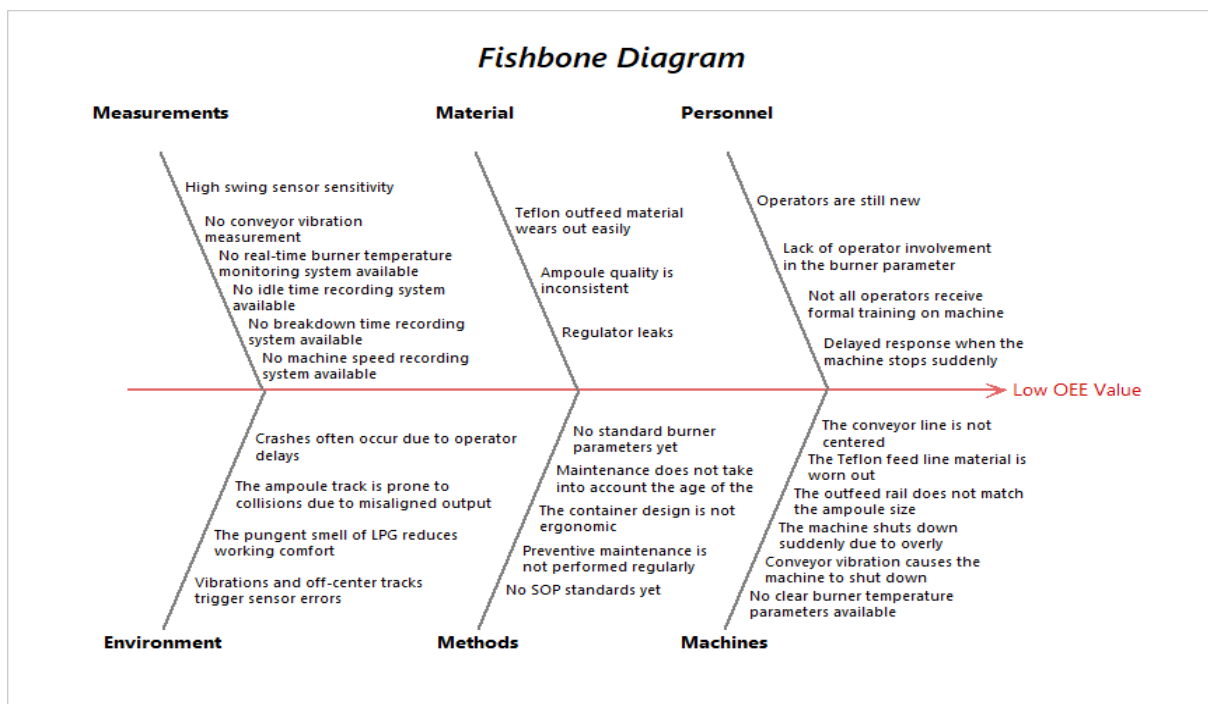 Fishbone Diagram
Measurements
Material
Personnel
High swing sensor sensitivity
No conveyor vibration
measurement
No real-time burner temperature
monitoring system available
No idle time recording system
available
No breakdown time recording
system available
No machine speed recording
system available
Teflon outfeed material
wears out easily
Ampoule quality is
inconsistent
Regulator leaks
Operators are still new
Lack of operator involvement
in the burner parameter
Not all operators receive
formal training on machine
Delayed response when the
machine stops suddenly
Low OEE Value
Crashes often occur due to operator
delays
The ampoule track is prone to
collisions due to misaligned output
The pungent smell of LPG reduces
working comfort
Vibrations and off-center tracks
trigger sensor errors
No standard burner
parameters yet
Maintenance does not take
into account the age of the
The container design is not
ergonomic
Preventive maintenance is
not performed regularly
No SOP standards yet
The conveyor line is not
centered
The Teflon feed line material is
worn out
The outfeed rail does not match
the ampoule size
The machine shuts down
suddenly due to overly
Conveyor vibration causes the
machine to shut down
No clear burner temperature
parameters available
Environment
Methods
Machines